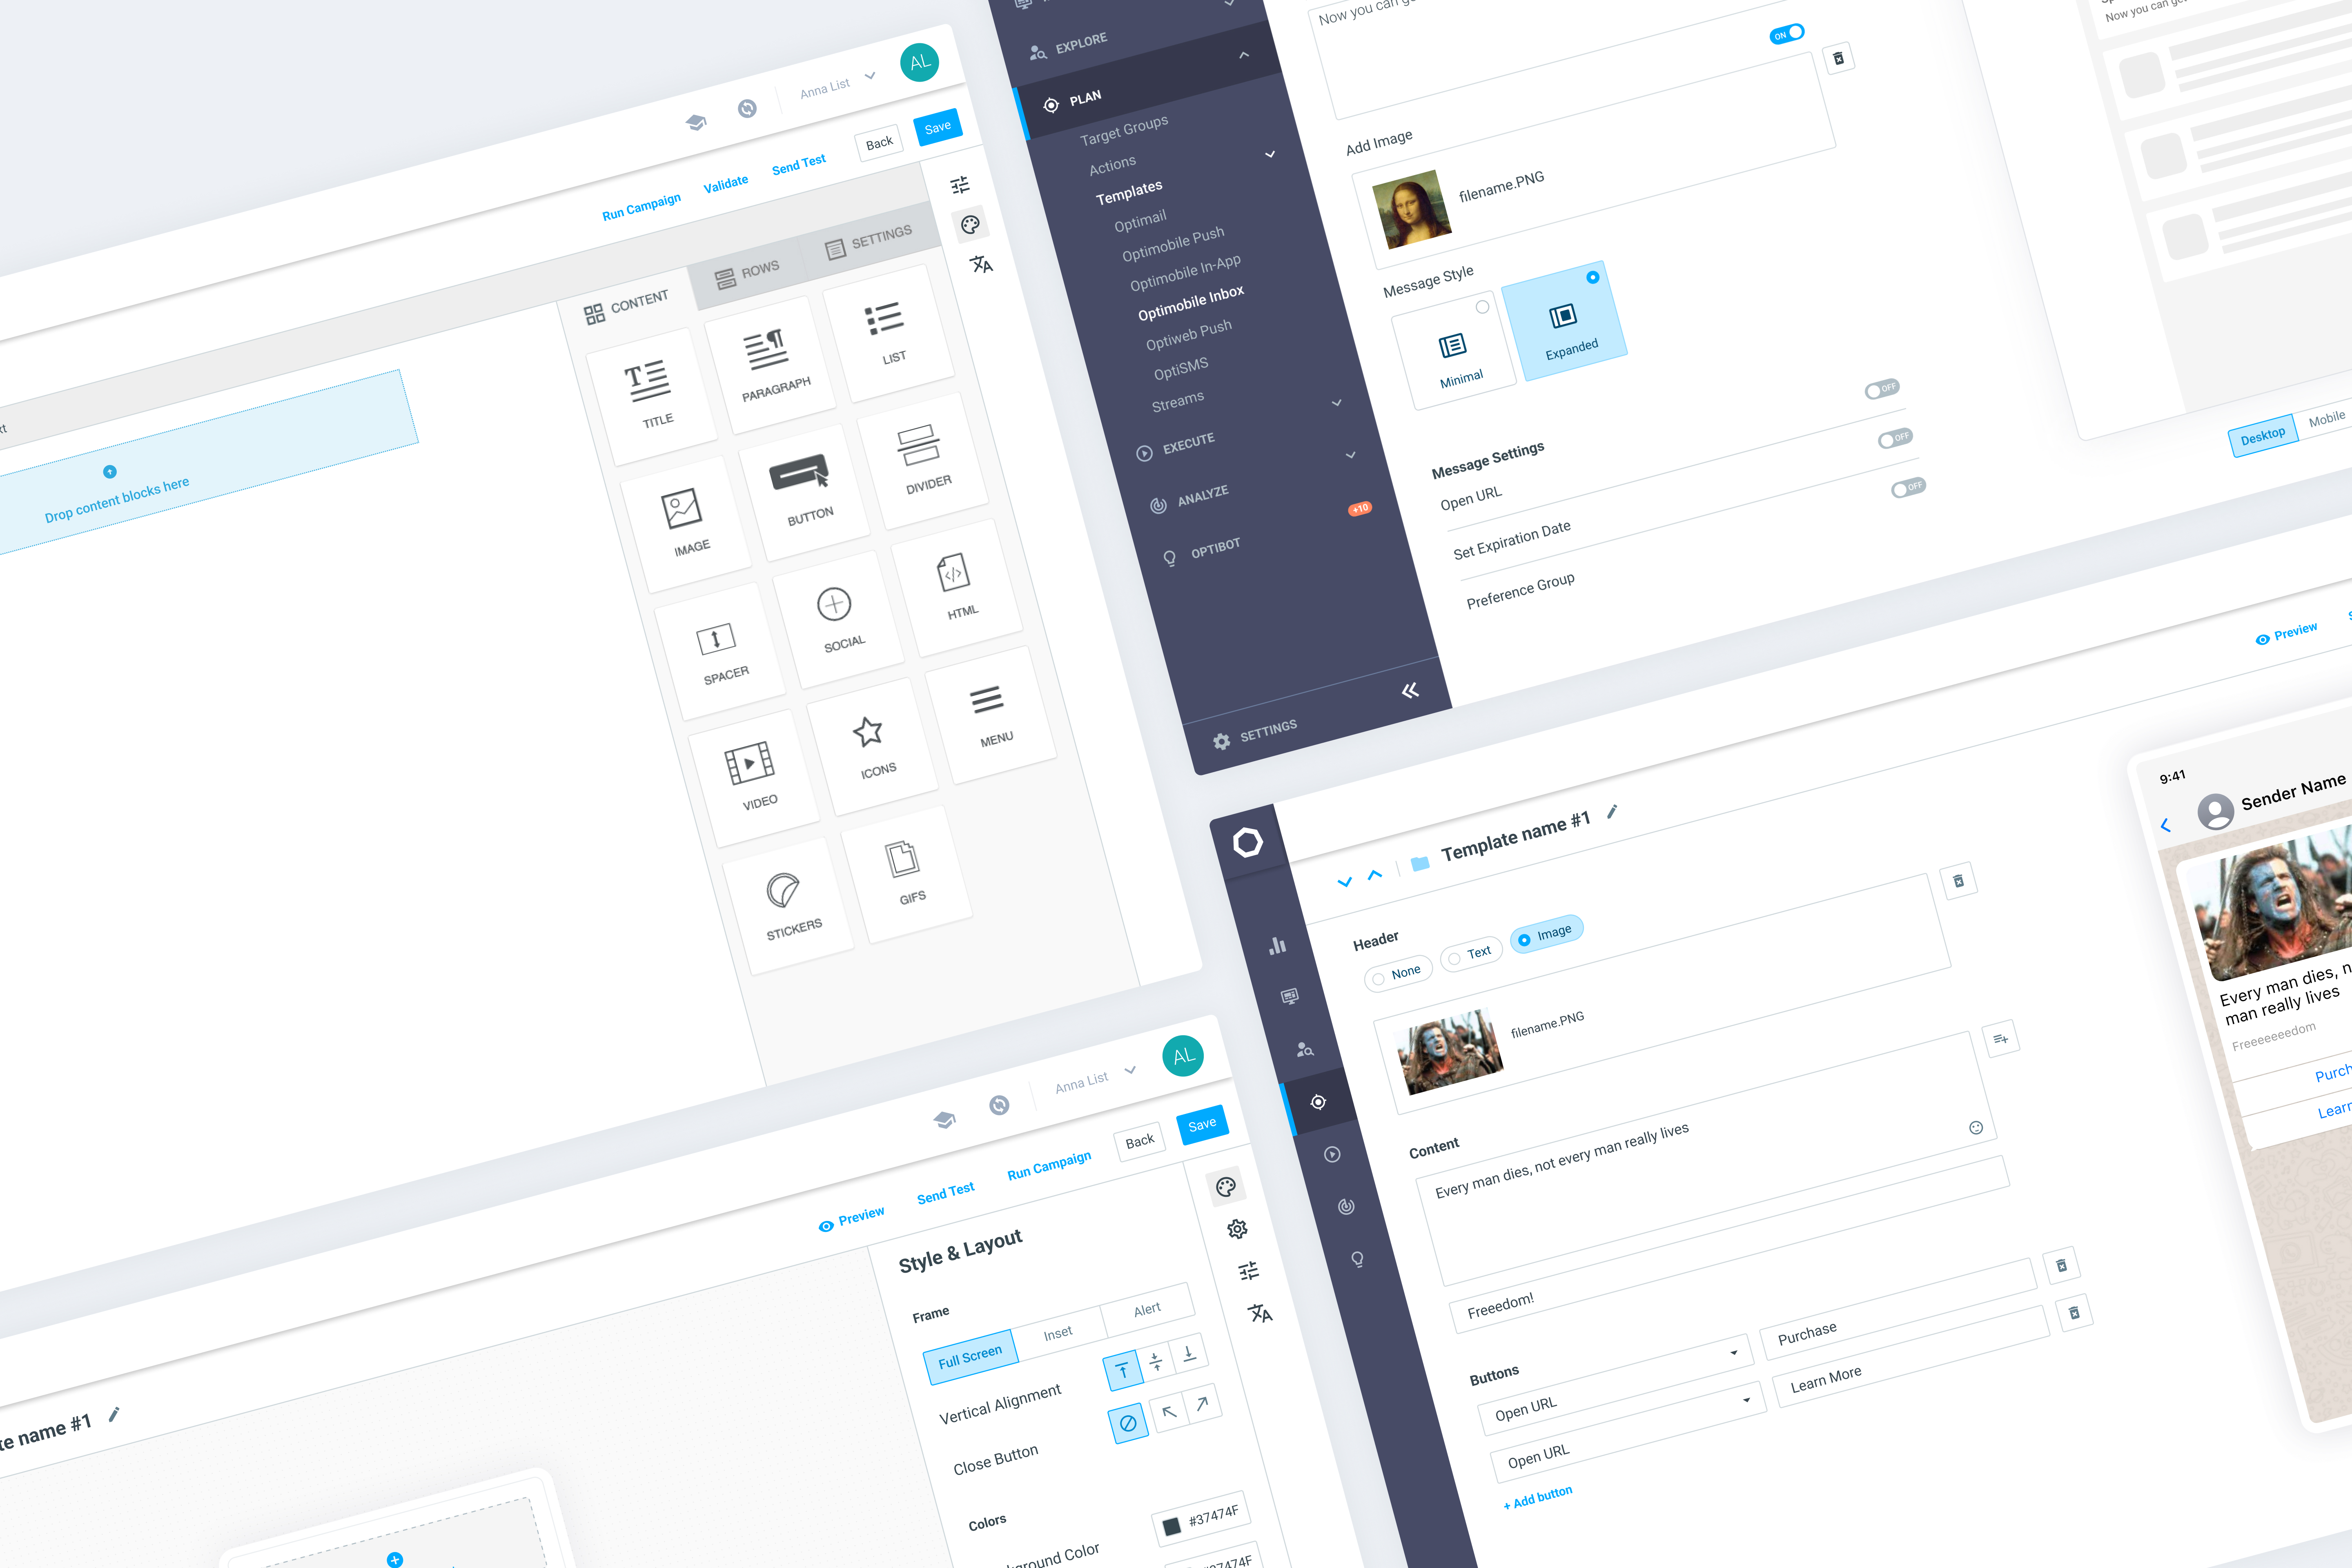 Anna List
AL
Run Campaign
Validate
Send Test
Back
Save
CONTENT
ROWS
SETTINGS
TITLE
PARAGRAPH
LIST
IMAGE
BUTTON
DIVIDER
SPACER
SOCIAL
HTML
VIDEO
ICONS
MENU
STICKERS
GIFS
Drop content blocks here
EXPLORE
PLAN
Target Groups
Actions
Templates
Optimail
Optimobile Push
Optimobile In-App
Optimobile Inbox
Optiweb Push
OptiSMS
Streams
EXECUTE
ANALYZE
OPTIBOT
+10
SETTINGS
Now you can
ON
Add Image
filename.PNG
Message Style
Minimal
Expanded
Message Settings
OFF
Open URL
OFF
Set Expiration Date
OFF
Preference Group
Now you can get
Desktop
Mobile
Anna List
AL
Preview
Send Test
Run Campaign
Back
Save
name #1
Style & Layout
Frame
Full Screen
Inset
Alert
Vertical Alignment
Close Button
Colors
#37474F
Color
Preview
Template name #1
Header
None
Text
Image
filename.PNG
Content
Every man dies, not every man really lives
Freeedom!
Buttons
Open URL
Purchase
Open URL
Learn More
+ Add button
9:41
Sender Name
Every man dies,
man really lives
Freeeeeedom
Purch
Learn